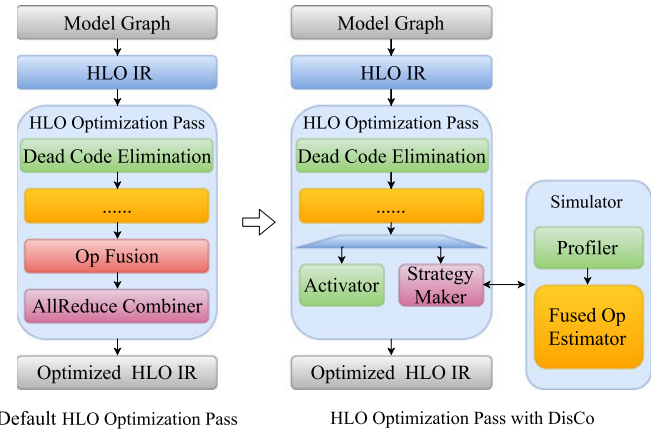 Model Graph
HLO IR
HLO Optimization Pass
Dead Code Elimination
......
Op Fusion
AllReduce Combiner
Optimized HLO IR
Default HLO Optimization Pass
Model Graph
HLO IR
HLO Optimization Pass
Dead Code Elimination
......
Activator
Strategy
Maker
Optimized HLO IR
Simulator
Profiler
Fused Op
Estimator
HLO Optimization Pass with DisCo